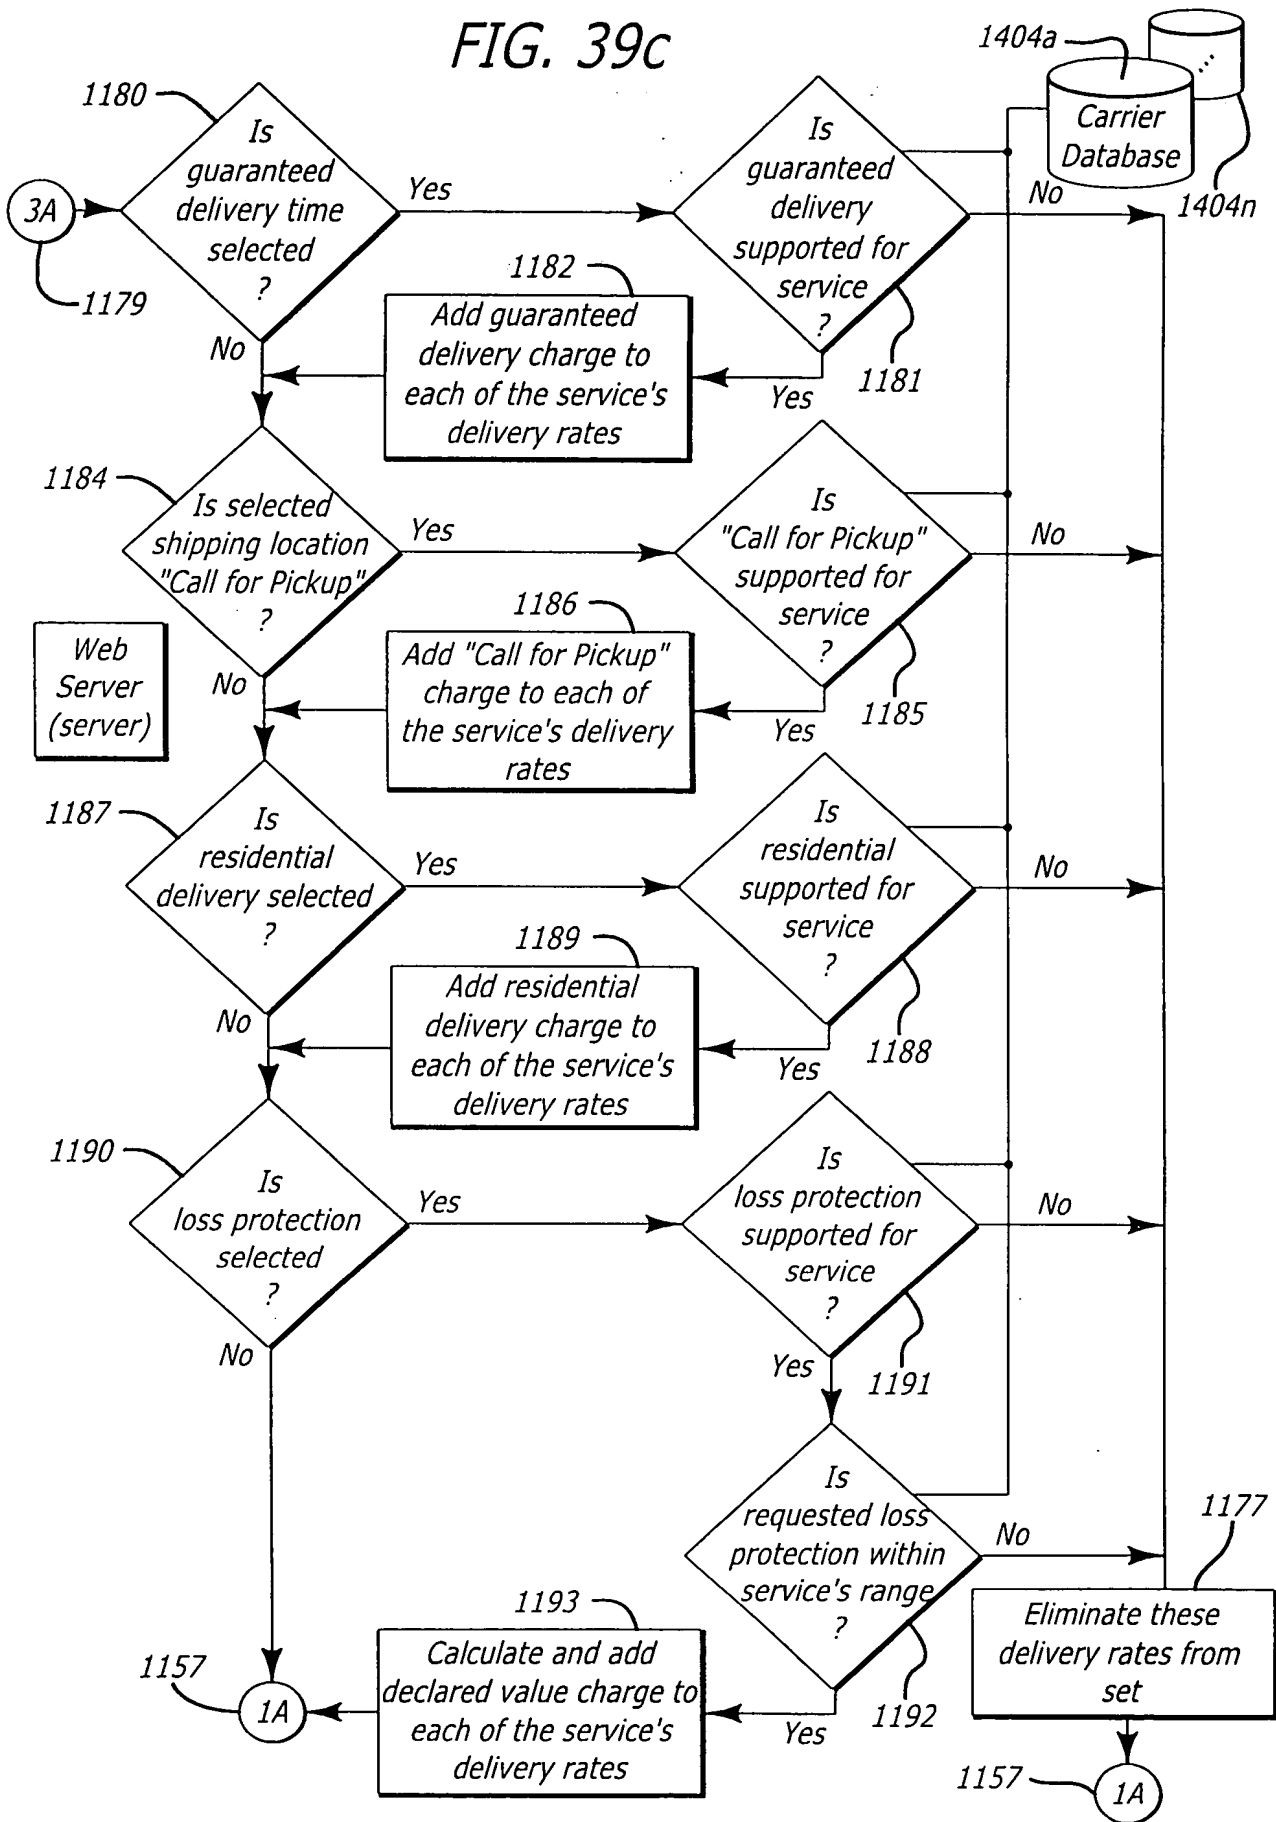 FIG. 39c
1404a
Carrier
Database
1404n
1180
Is
guaranteed
delivery time
selected
?
Yes
No
3A
1179
Is
guaranteed
delivery
supported for
service
?
No
Yes
1181
1182
Add guaranteed
delivery charge to
each of the service's
delivery rates
1184
Is selected
shipping location
"Call for Pickup"
?
Yes
No
Is
"Call for Pickup"
supported for
service
?
No
Yes
1185
1186
Add "Call for Pickup"
charge to each of
the service's delivery
rates
Web
Server
(server)
1187
Is
residential
delivery selected
?
Yes
No
Is
residential
supported for
service
?
No
Yes
1188
1189
Add residential
delivery charge to
each of the service's
delivery rates
1190
Is
loss protection
selected
?
Yes
No
Is
loss protection
supported for
service
?
No
Yes
1191
Is
requested loss
protection within
service's range
?
No
Yes
1192
1193
Calculate and add
declared value charge to
each of the service's
delivery rates
1157
1A
1177
Eliminate these
delivery rates from
set
1157
1A